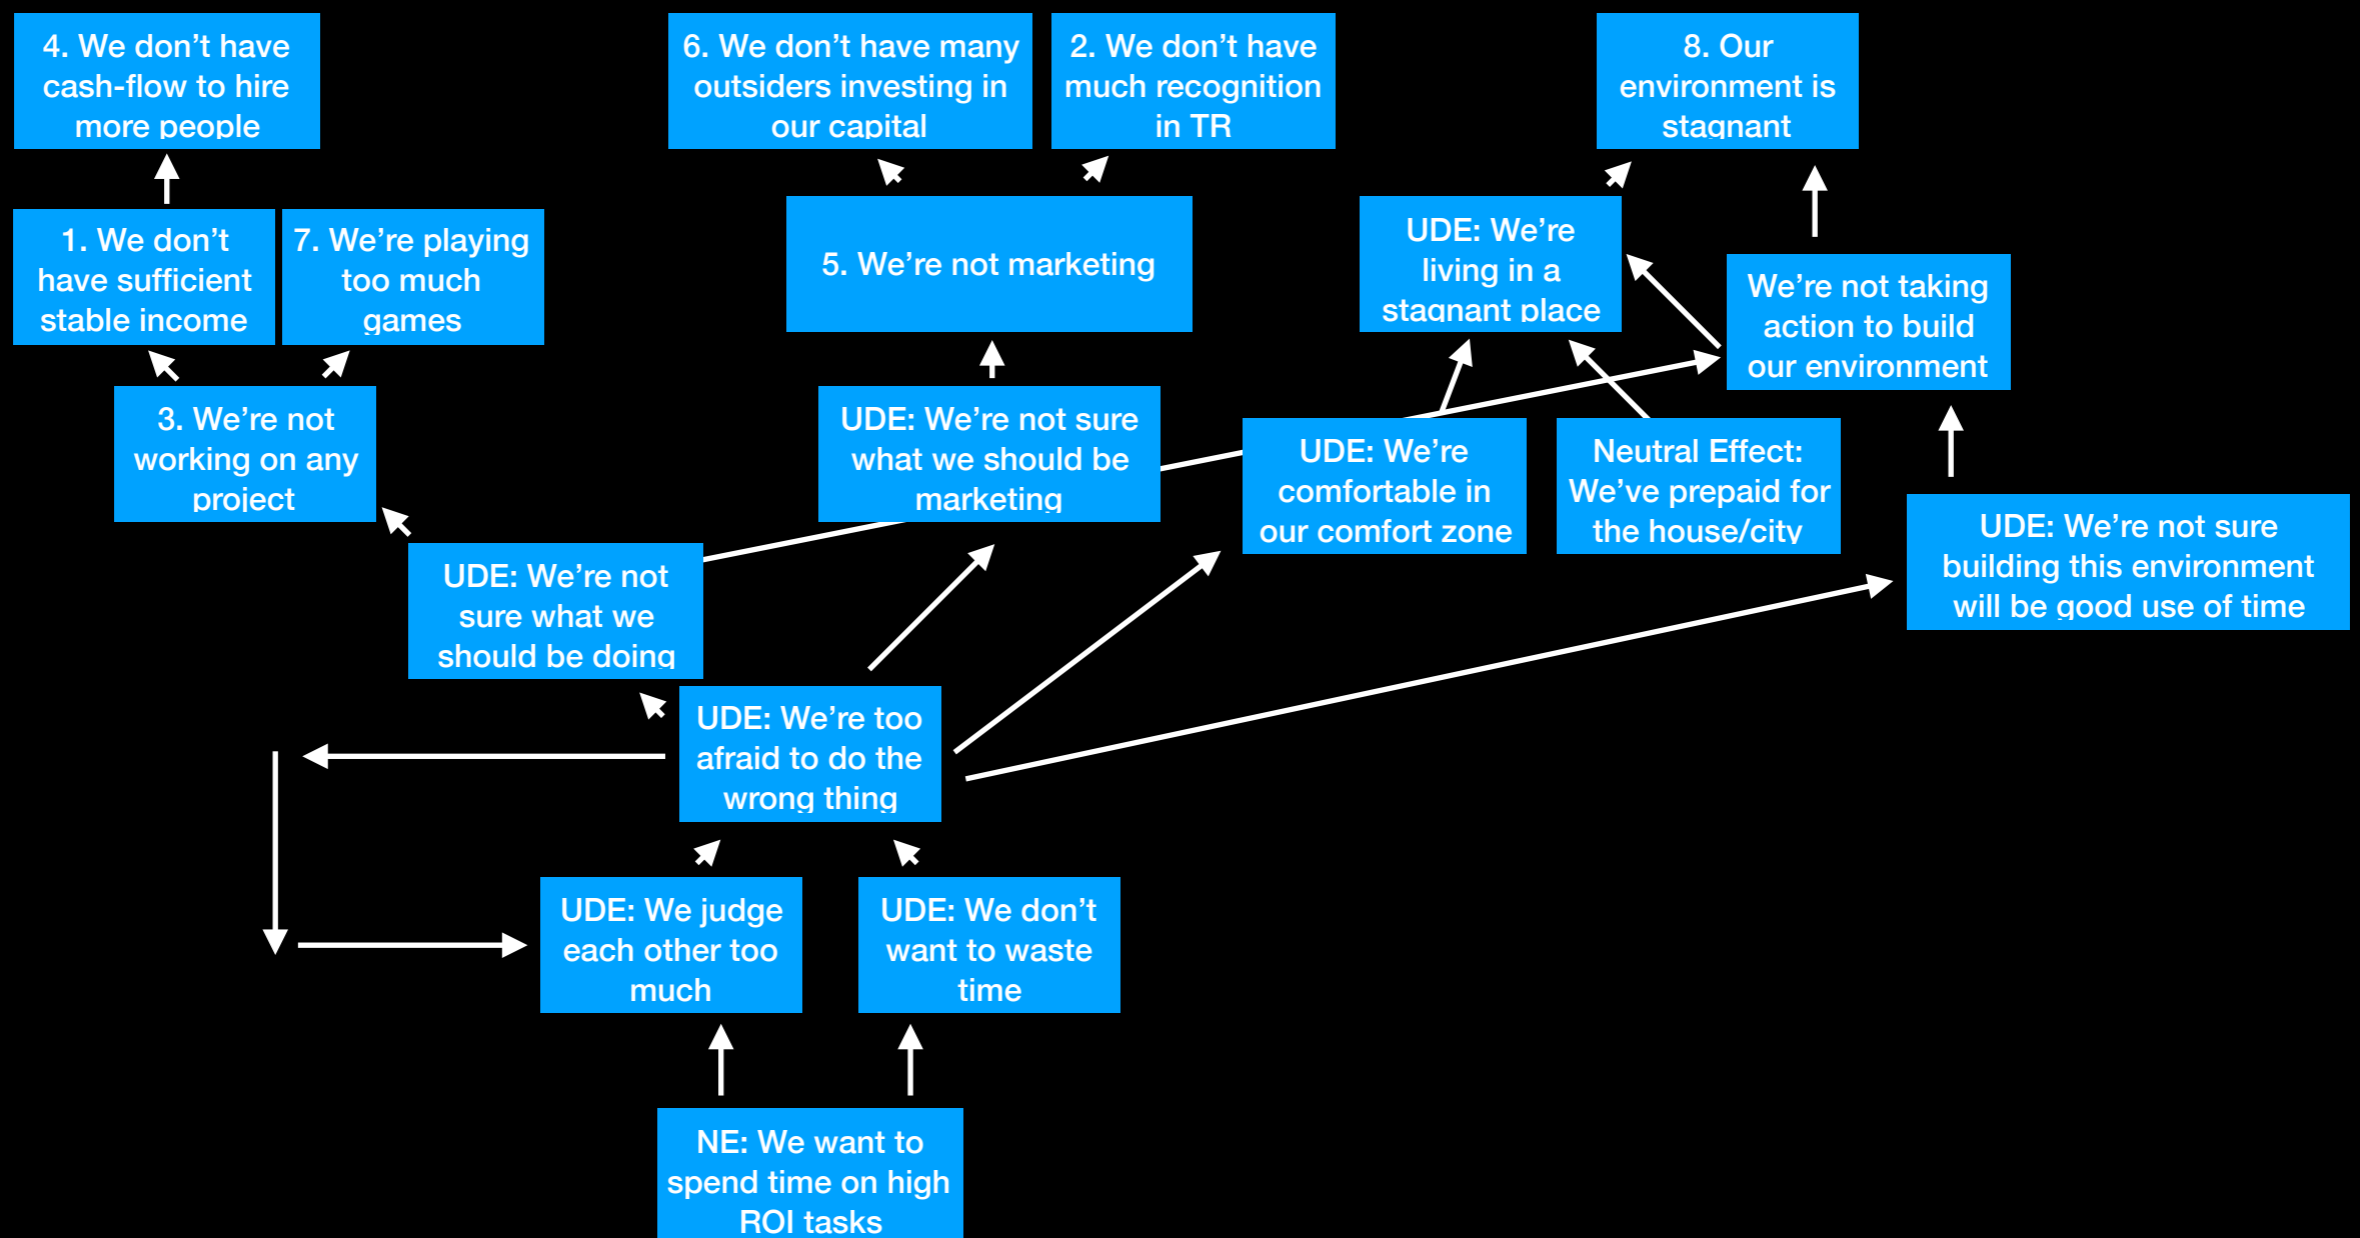 4. We don’t have
cash-flow to hire
more people
6. We don’t have many
outsiders investing in
our capital
2. We don’t have
much recognition
in TR
8. Our
environment is
stagnant
1. We don’t
have sufficient
stable income
7. We’re playing
too much
games
5. We’re not marketing
UDE: We’re
living in a
stagnant place
We’re not taking
action to build
our environment
3. We’re not
working on any
project
UDE: We’re not sure
what we should be
marketing
UDE: We’re
comfortable in
our comfort zone
Neutral Effect:
We’ve prepaid for
the house/city
UDE: We’re not sure
building this environment
will be good use of time
UDE: We’re not
sure what we
should be doing
UDE: We’re too
afraid to do the
wrong thing
UDE: We judge
each other too
much
UDE: We don’t
want to waste
time
NE: We want to
spend time on high
ROI tasks